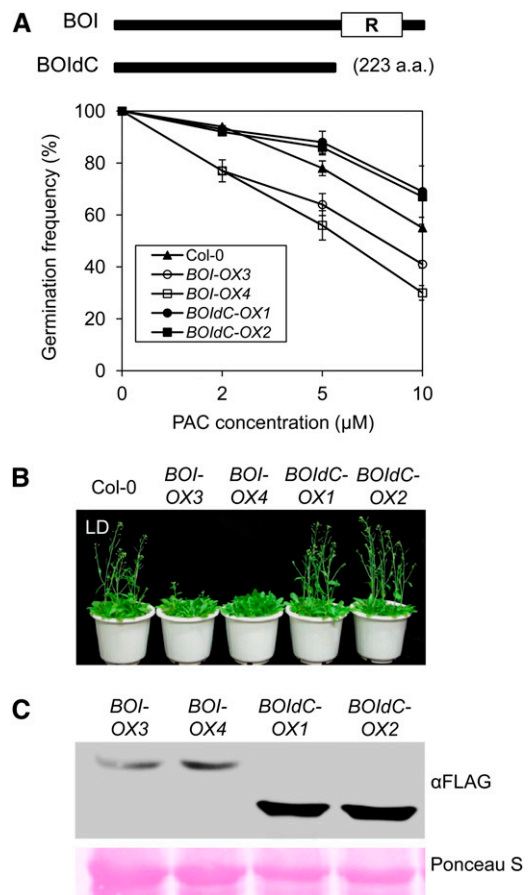 A
BOI
R
BOIdC
(223 a.a.)
Germination frequency (%)
100
80
60
40
20
0
Col-0
BOI-OX3
BOI-OX4
BOIdC-OX1
BOIdC-OX2
0 2 5 10
PAC concentration (µM)
B
Col-0 BOI-OX3 BOI-OX4 BOIdC-OX1 BOIdC-OX2
LD
C
BOI-OX3 BOI-OX4 BOIdC-OX1 BOIdC-OX2
αFLAG
Ponceau S